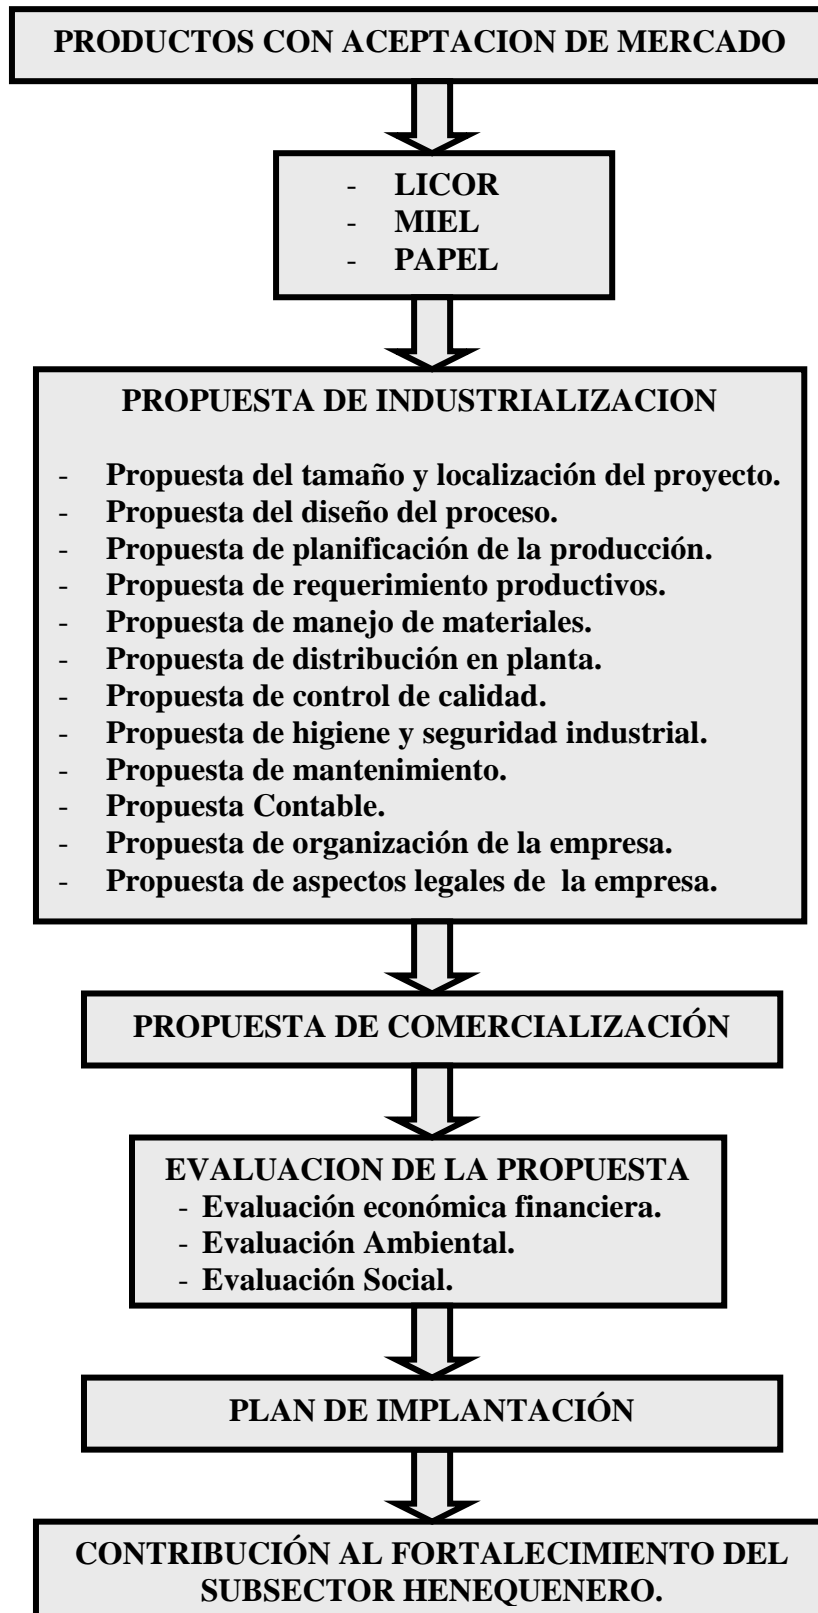 PRODUCTOS CON ACEPTACION DE MERCADO
- LICOR
- MIEL
- PAPEL
PROPUESTA DE INDUSTRIALIZACION
- Propuesta del tamaño y localización del proyecto.
- Propuesta del diseño del proceso.
- Propuesta de planificación de la producción.
- Propuesta de requerimiento productivos.
- Propuesta de manejo de materiales.
- Propuesta de distribución en planta.
- Propuesta de control de calidad.
- Propuesta de higiene y seguridad industrial.
- Propuesta de mantenimiento.
- Propuesta Contable.
- Propuesta de organización de la empresa.
- Propuesta de aspectos legales de la empresa.
PROPUESTA DE COMERCIALIZACIÓN
EVALUACION DE LA PROPUESTA
- Evaluación económica financiera.
- Evaluación Ambiental.
- Evaluación Social.
PLAN DE IMPLANTACIÓN
CONTRIBUCIÓN AL FORTALECIMIENTO DEL
SUBSECTOR HENEQUENERO.